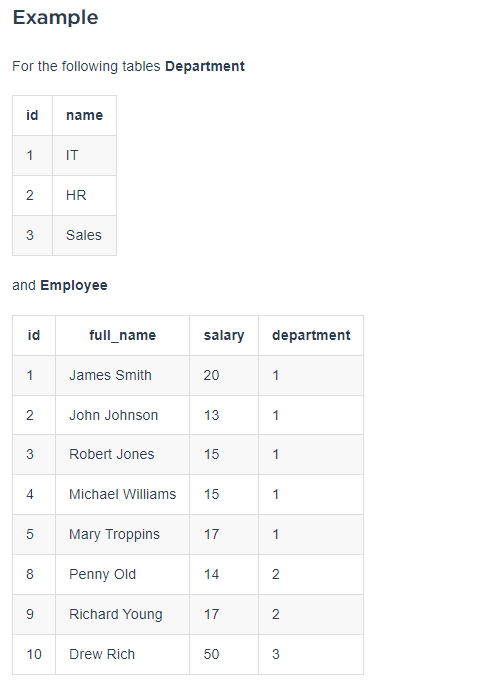 Example
For the following tables Department
id name
1 IT
2 HR
3 Sales
and Employee
id full_name salary department
1 James Smith 20 1
2 John Johnson 13 1
3 Robert Jones 15 1
4 Michael Williams 15 1
5 Mary Troppins 17 1
8 Penny Old 14 2
9 Richard Young 17 2
10 Drew Rich 50 3